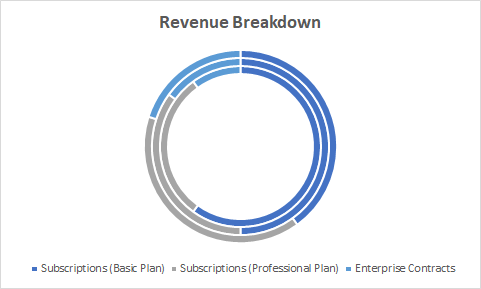 Revenue Breakdown
Subscriptions (Basic Plan) Subscriptions (Professional Plan) Enterprise Contracts